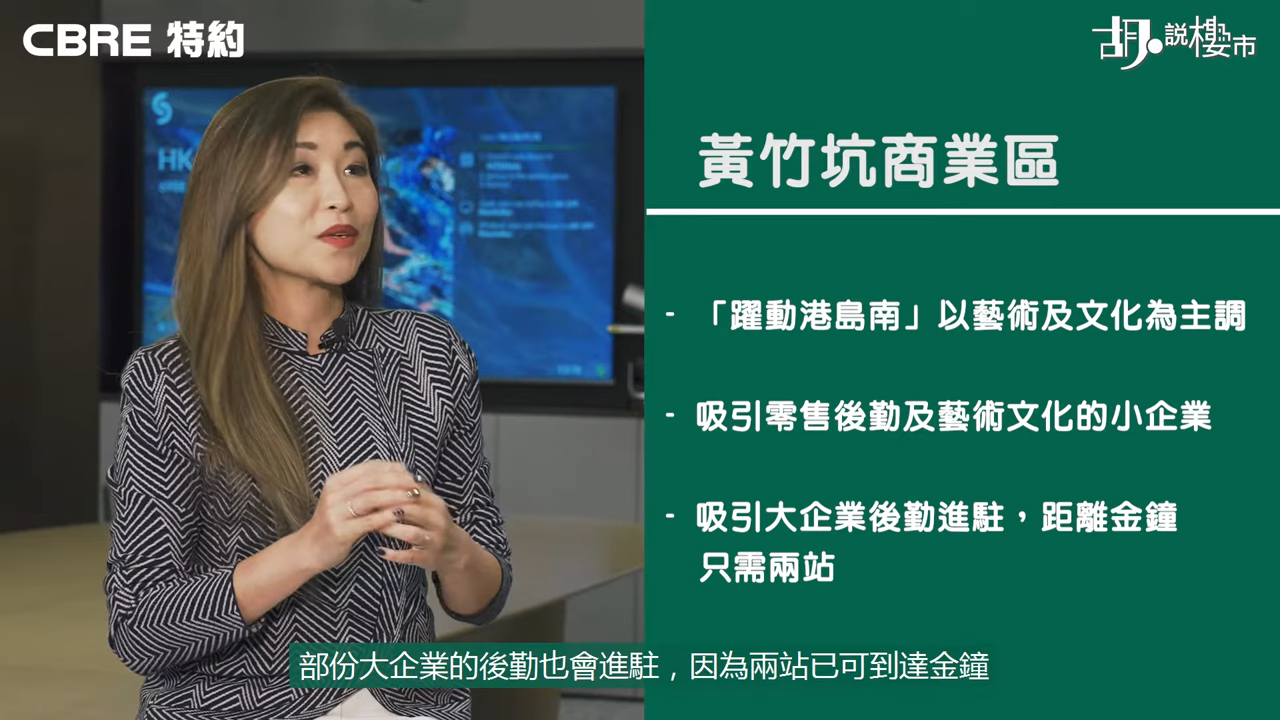 CBRE 特約
胡.説樓市
HK
黃竹坑商業區
- 「躍動港島南」以藝術及文化為主調
- 吸引零售後勤及藝術文化的小企業
- 吸引大企業後勤進駐，距離金鐘
只需兩站
部份大企業的後勤也會進駐，因為兩站已可到達金鐘